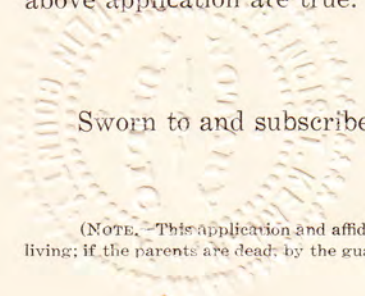 above application are true.
Sworn to and subscribe
(NOTE.—This application and affid
living; if the parents are dead, by the gua